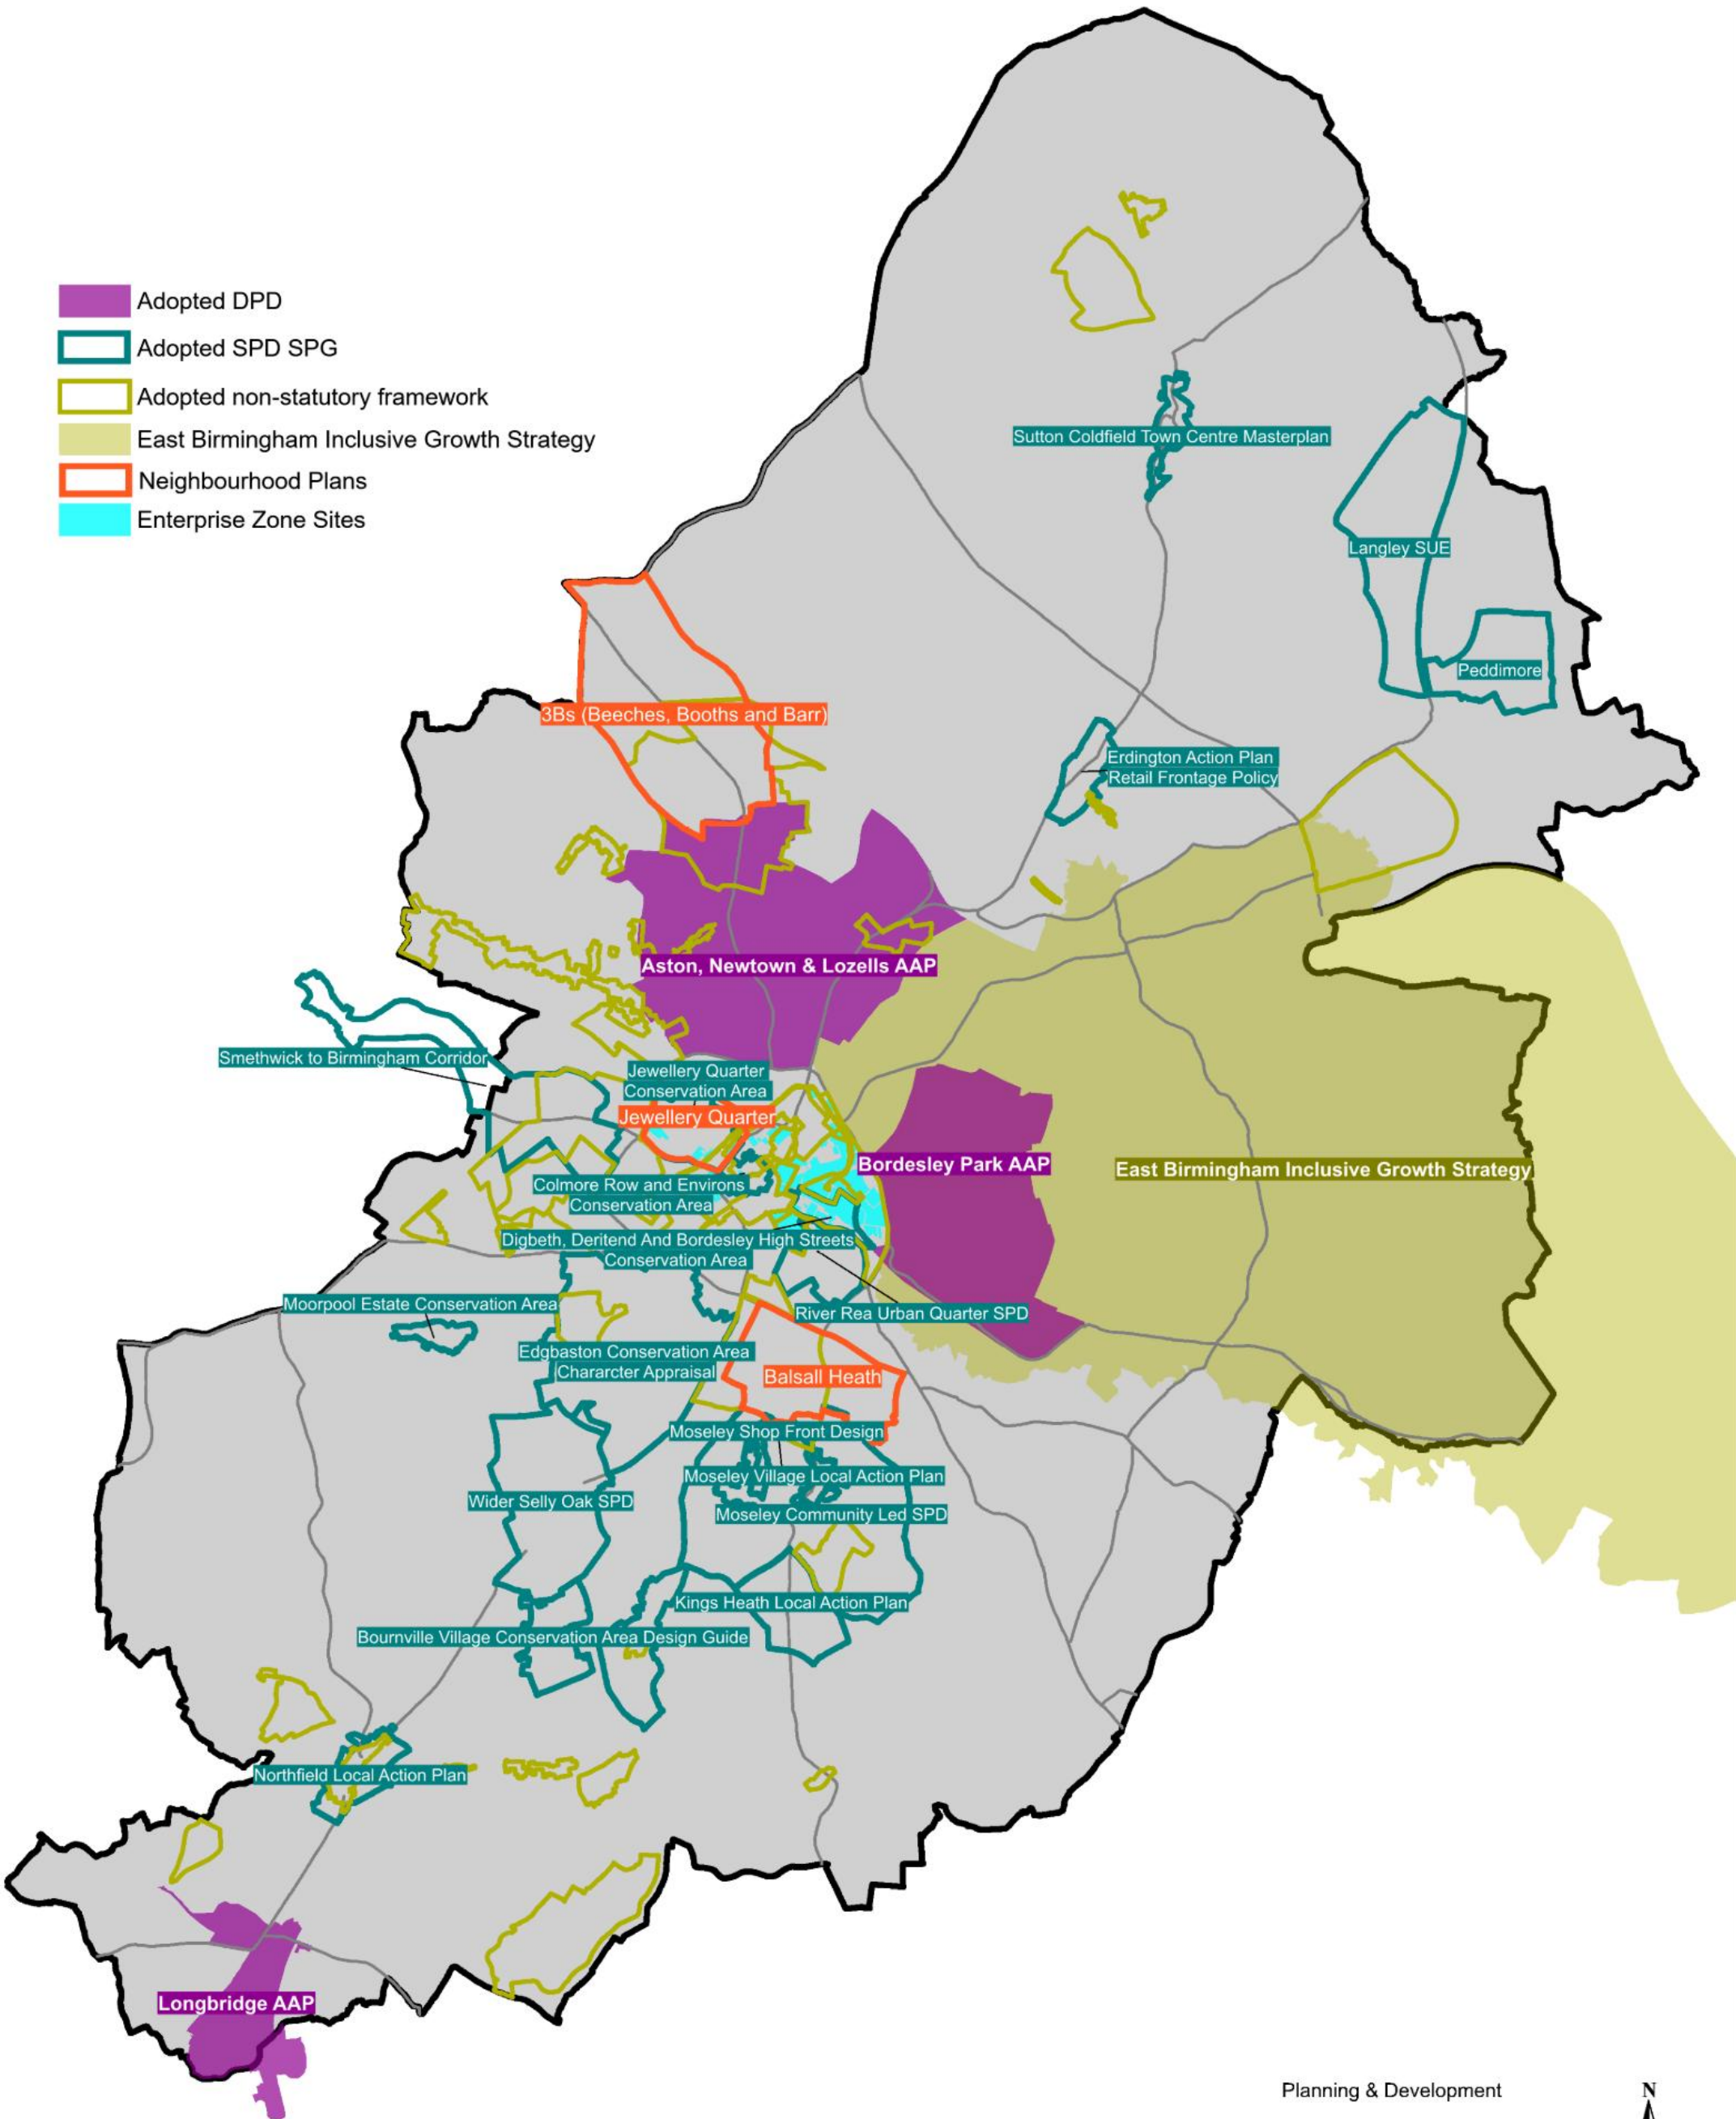 Adopted DPD
Adopted SPD SPG
Adopted non-statutory framework
East Birmingham Inclusive Growth Strategy
Neighbourhood Plans
Enterprise Zone Sites
Sutton Coldfield Town Centre Masterplan
Langley SUE
Peddimore
3Bs (Beeches, Booths and Barr)
Erdington Action Plan
Retail Frontage Policy
Aston, Newtown & Lozells AAP
Smethwick to Birmingham Corridor
Jewellery Quarter
Conservation Area
Jewellery Quarter
Bordesley Park AAP
East Birmingham Inclusive Growth Strategy
Colmore Row and Environs
Conservation Area
Digbeth, Deritend And Bordesley High Streets
Conservation Area
Moorpool Estate Conservation Area
River Rea Urban Quarter SPD
Edgbaston Conservation Area
Chararcter Appraisal
Balsall Heath
Moseley Shop Front Design
Moseley Village Local Action Plan
Wider Selly Oak SPD
Moseley Community Led SPD
Kings Heath Local Action Plan
Bournville Village Conservation Area Design Guide
Northfield Local Action Plan
Longbridge AAP
Planning & Development
N